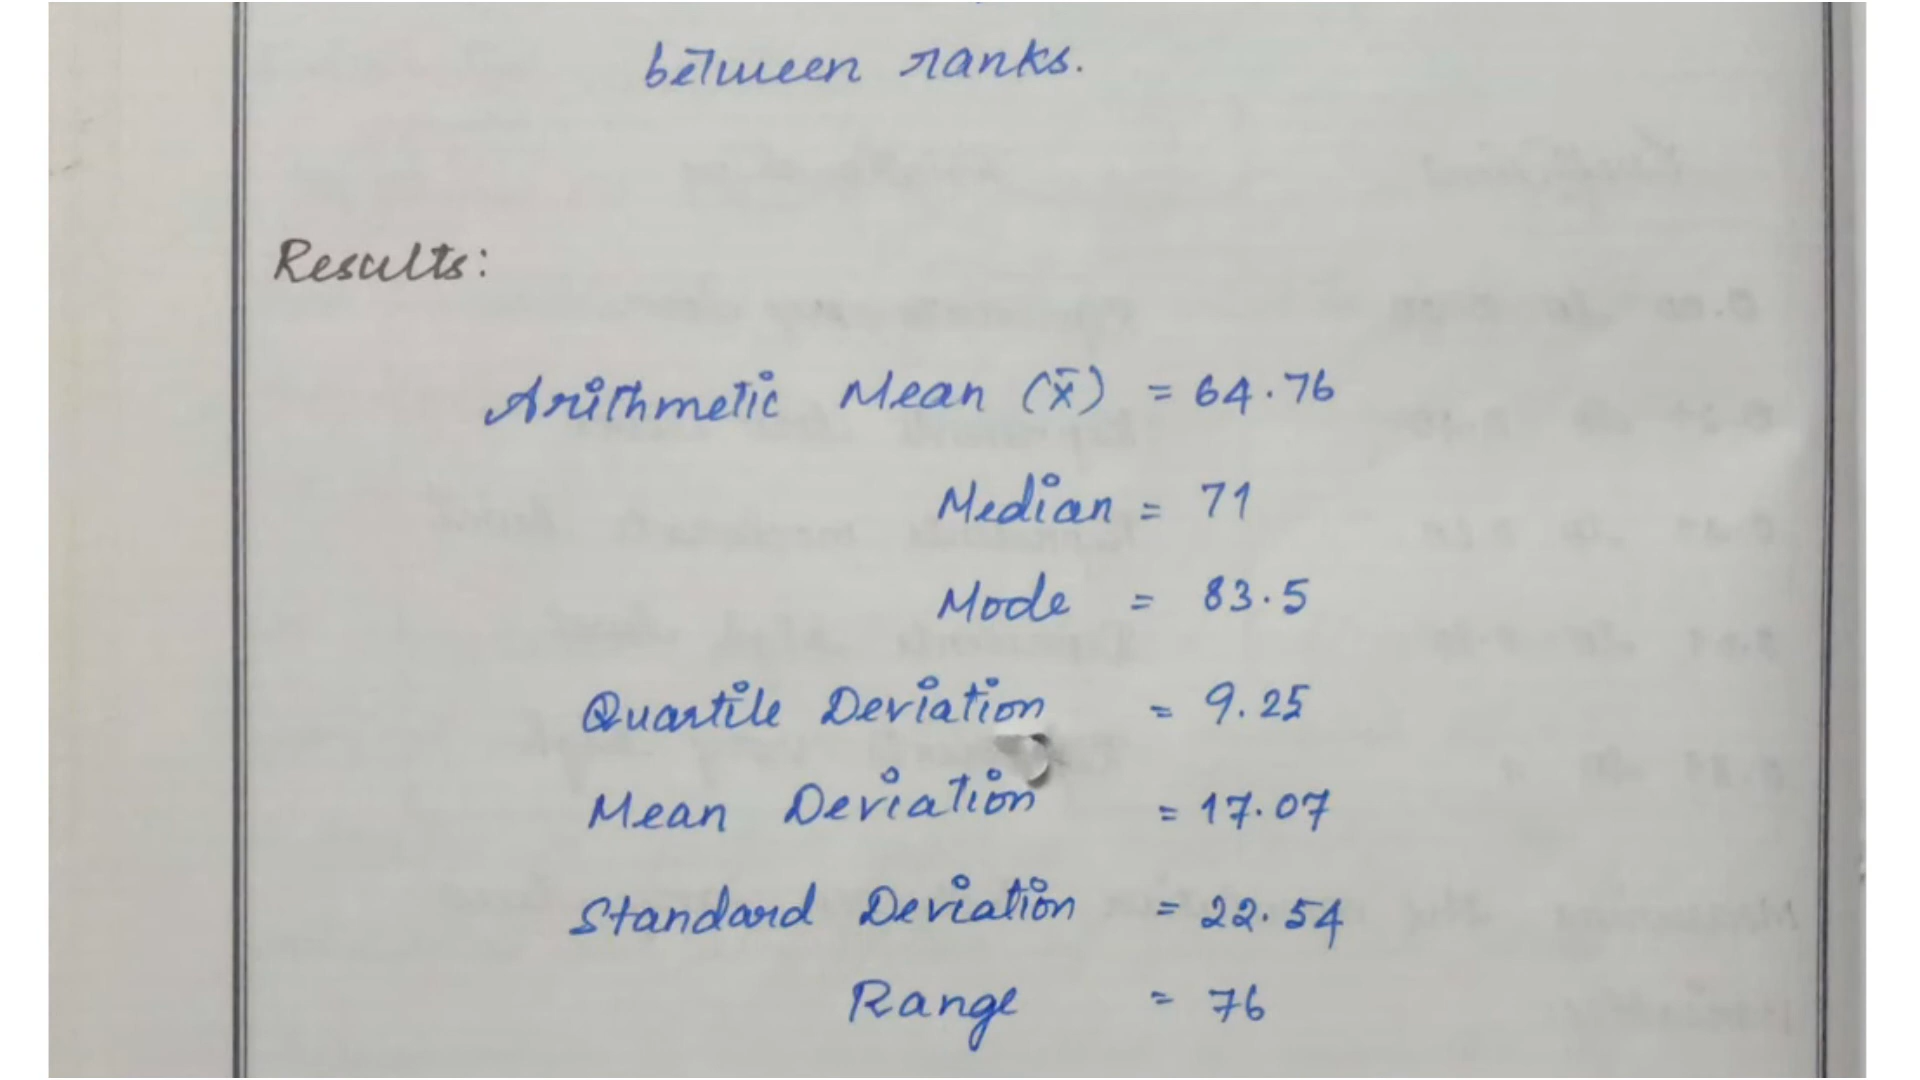 between ranks.
Results:
Arithmetic Mean (x̄) = 64.76
Median = 71
Mode = 83.5
Quartile Deviation = 9.25
Mean Deviation = 17.07
Standard Deviation = 22.54
Range = 76